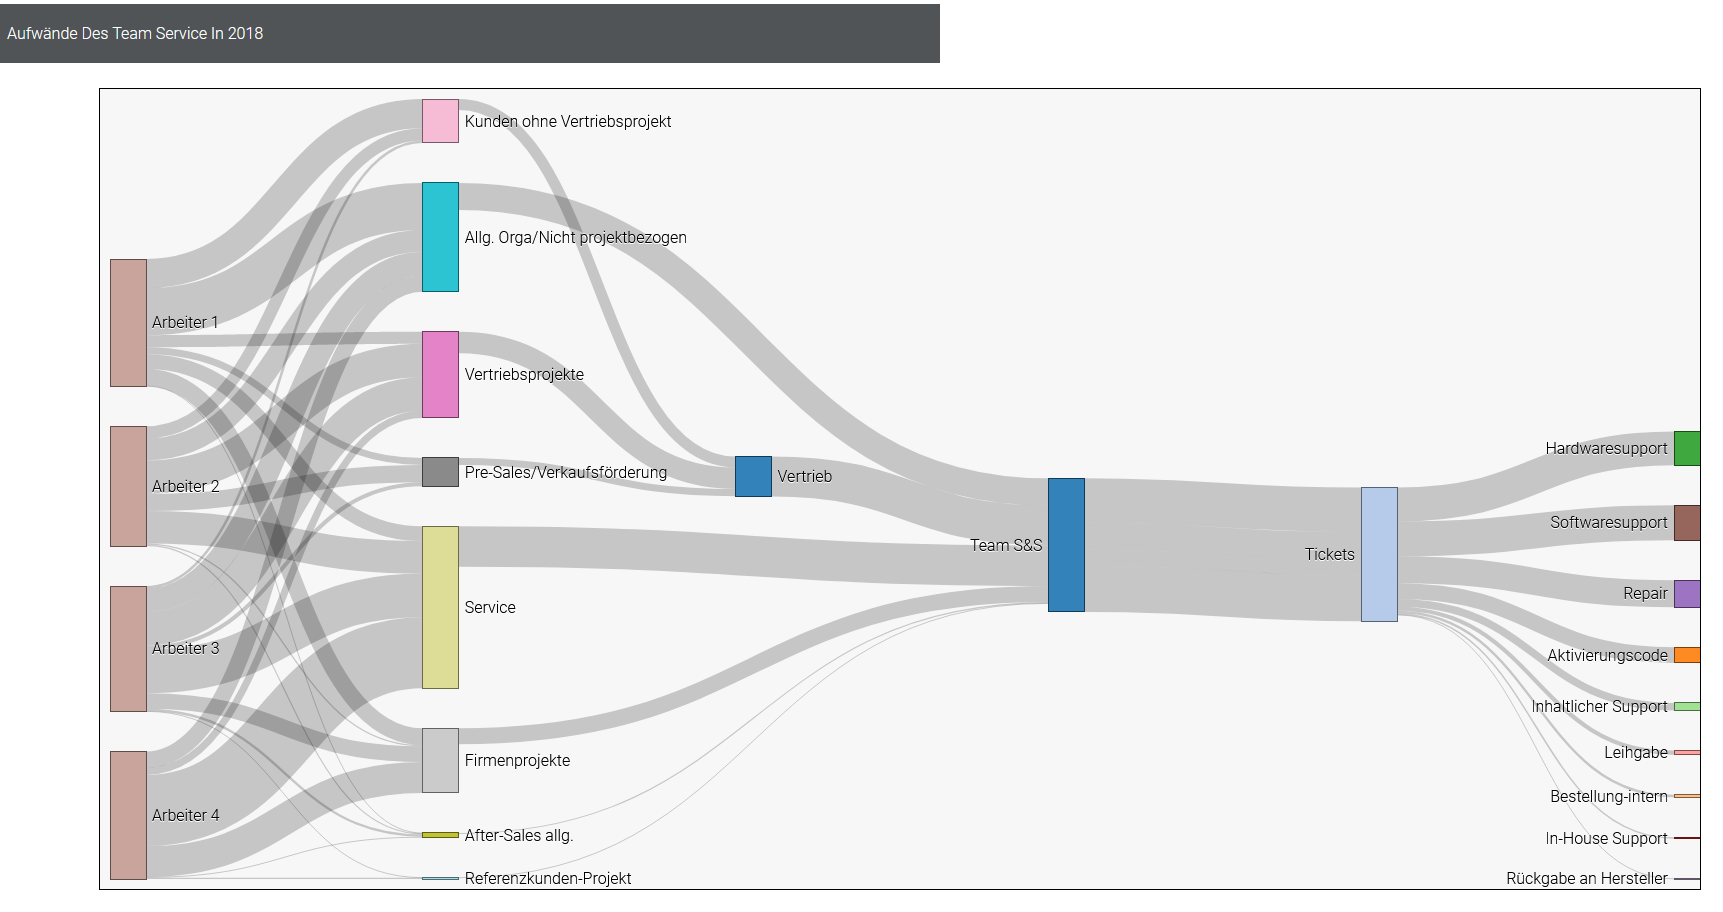 Aufwände Des Team Service In 2018
Arbeiter 1
Arbeiter 2
Arbeiter 3
Arbeiter 4
Kunden ohne Vertriebsprojekt
Allg. Orga/Nicht projektbezogen
Vertriebsprojekte
Pre-Sales/Verkaufsförderung
Service
Firmenprojekte
After-Sales allg.
Referenzkunden-Projekt
Vertrieb
Team S&S
Tickets
Hardwaresupport
Softwaresupport
Repair
Aktivierungscode
Inhaltlicher Support
Leihgabe
Bestellung-intern
In-House Support
Rückgabe an Hersteller